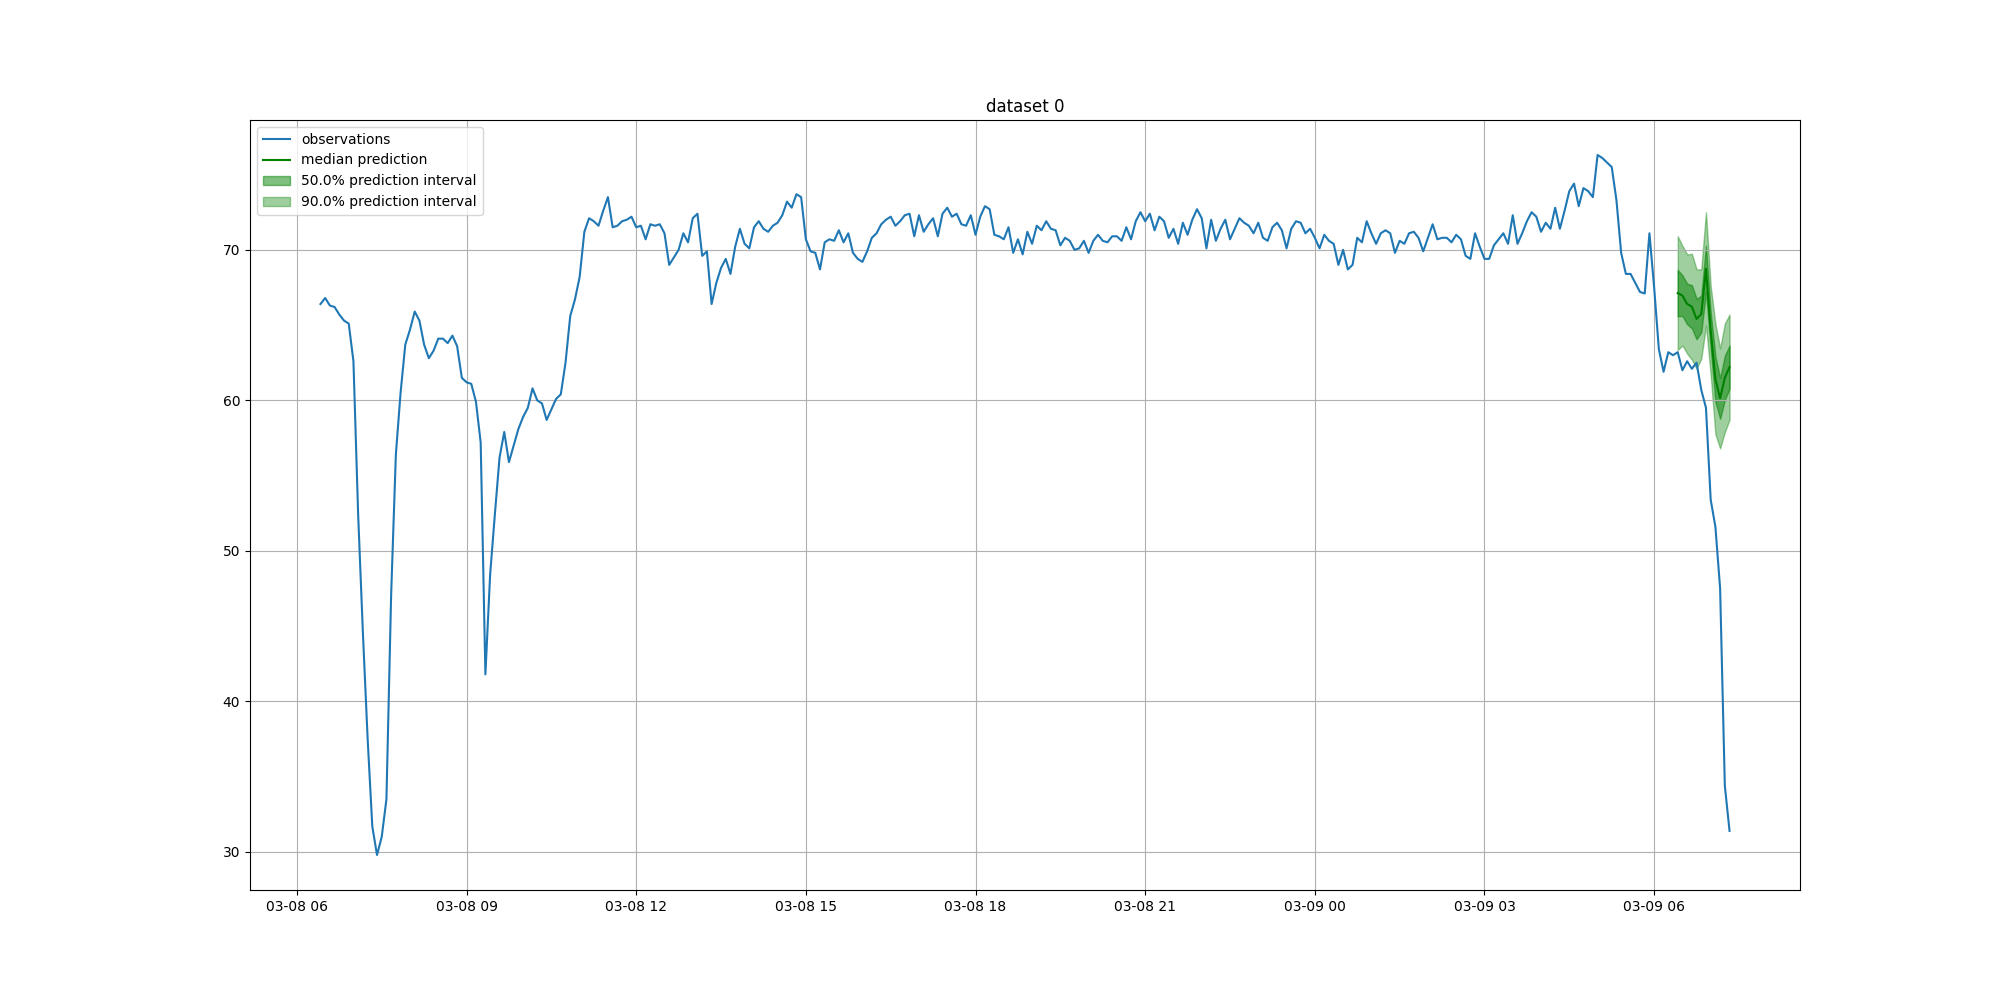 dataset 0
observations
median prediction
50.0% prediction interval
90.0% prediction interval
70
60
50
40
30
03-08 06
03-08 09
03-08 12
03-08 15
03-08 18
03-08 21
03-09 00
03-09 03
03-09 06